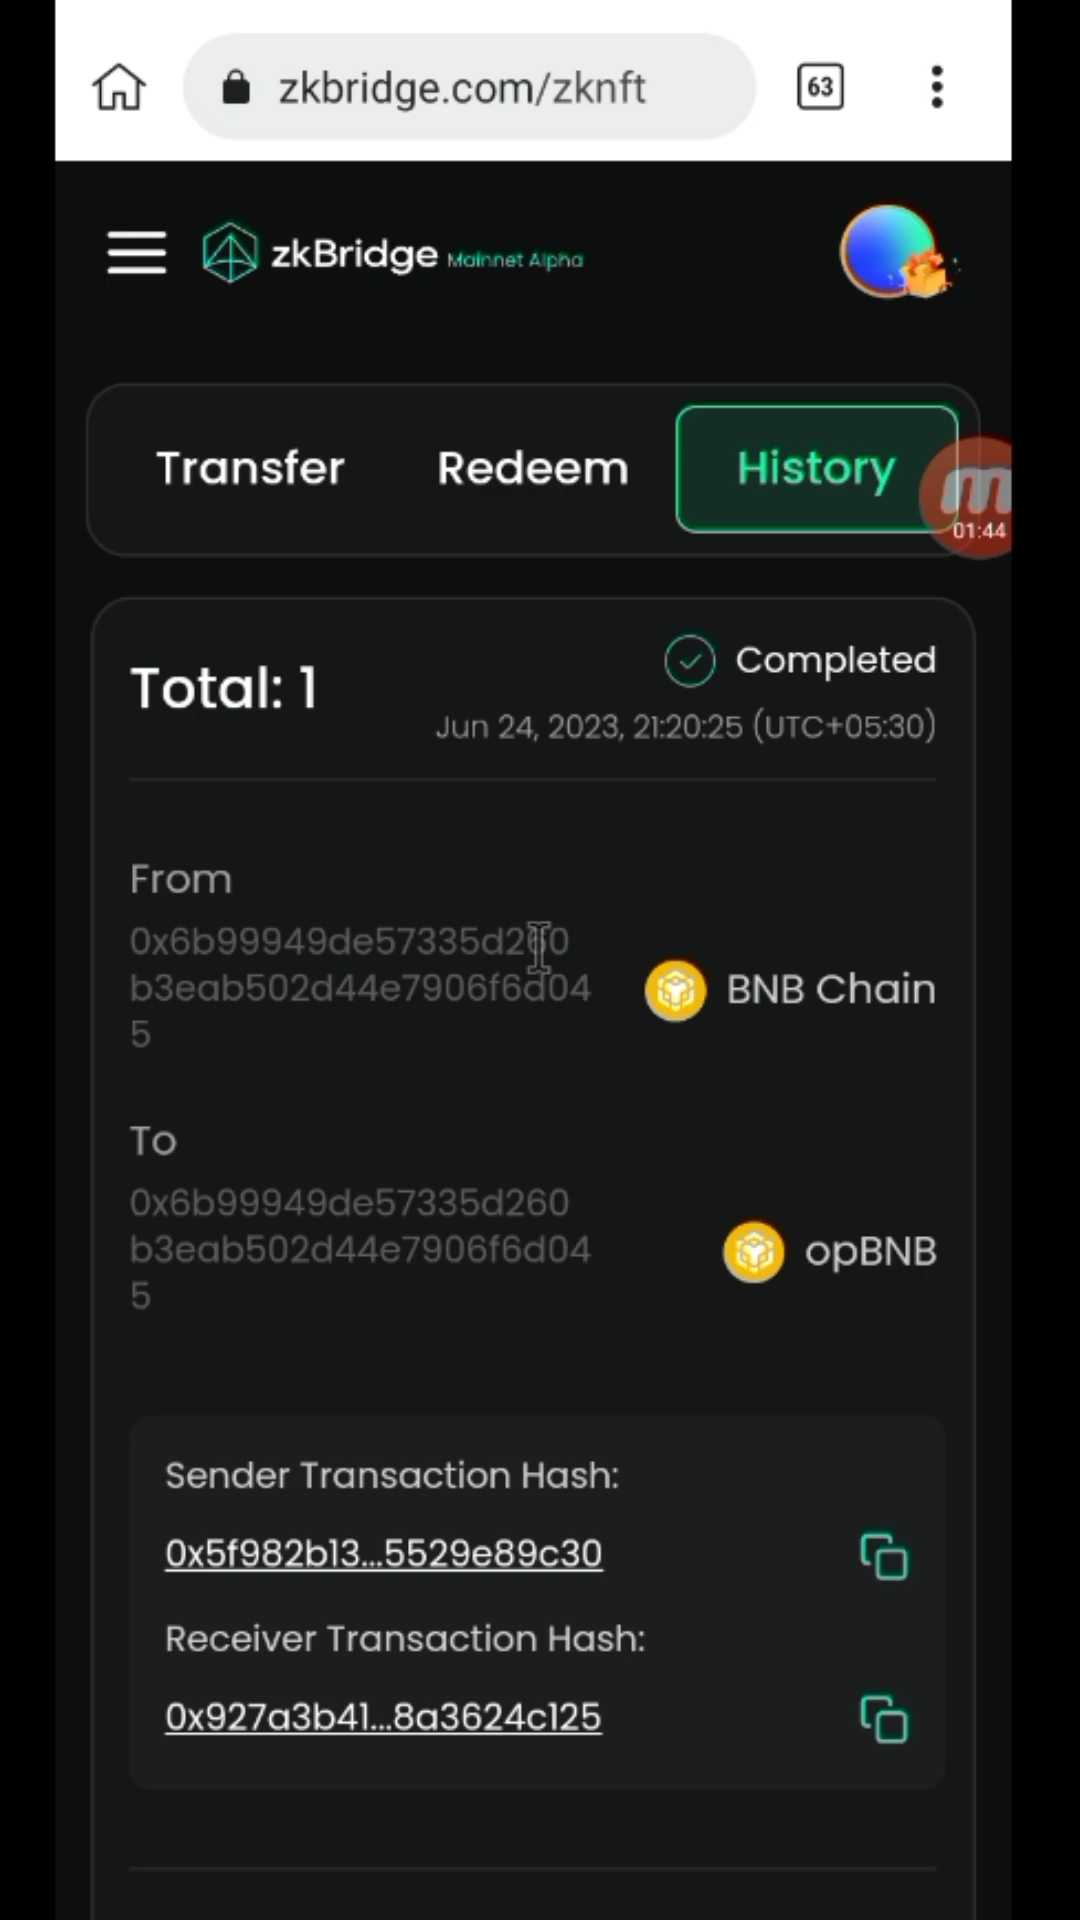 zkbridge.com/zknft
63
zkBridge Mainnet Alpha
Transfer
Redeem
History
01:44
Total: 1
Completed
Jun 24, 2023, 21:20:25 (UTC+05:30)
From
0x6b99949de57335d260
b3eab502d44e7906f6d04
5
BNB Chain
To
0x6b99949de57335d260
b3eab502d44e7906f6d04
5
opBNB
Sender Transaction Hash:
0x5f982b13...5529e89c30
Receiver Transaction Hash:
0x927a3b41...8a3624c125